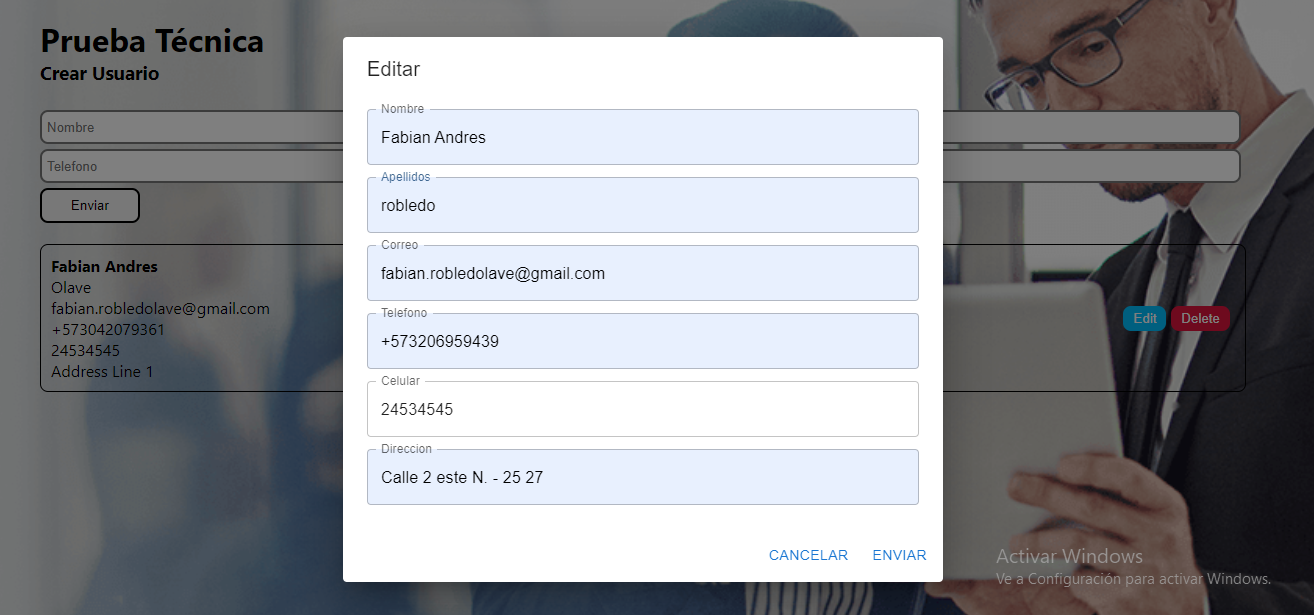 Prueba Técnica
Crear Usuario
Nombre
Telefono
Enviar
Fabian Andres
Olave
fabian.robledolave@gmail.com
+573042079361
24534545
Address Line 1
Edit Delete
Editar
Nombre
Fabian Andres
Apellidos
robledo
Correo
fabian.robledolave@gmail.com
Telefono
+573206959439
Celular
24534545
Direccion
Calle 2 este N. - 25 27
CANCELAR ENVIAR
Activar Windows
Ve a Configuración para activar Windows.